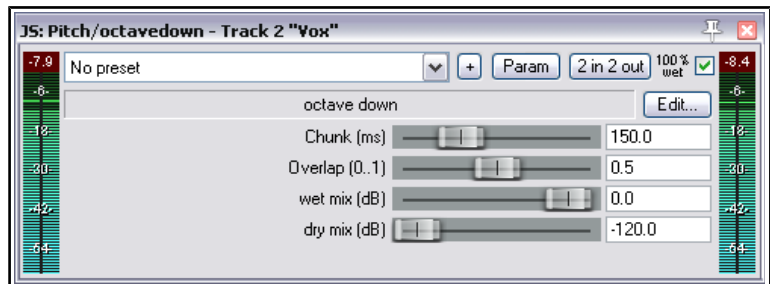 JS: Pitch/octavedown - Track 2 "Vox"
-7.9 No preset + Param 2 in 2 out 100% wet -8.4
-6- octave down Edit... -6-
-18- Chunk (ms) 150.0 -18-
-30- Overlap (0..1) 0.5 -30-
-42- wet mix (dB) 0.0 -42-
dry mix (dB) -120.0
-54- -54-